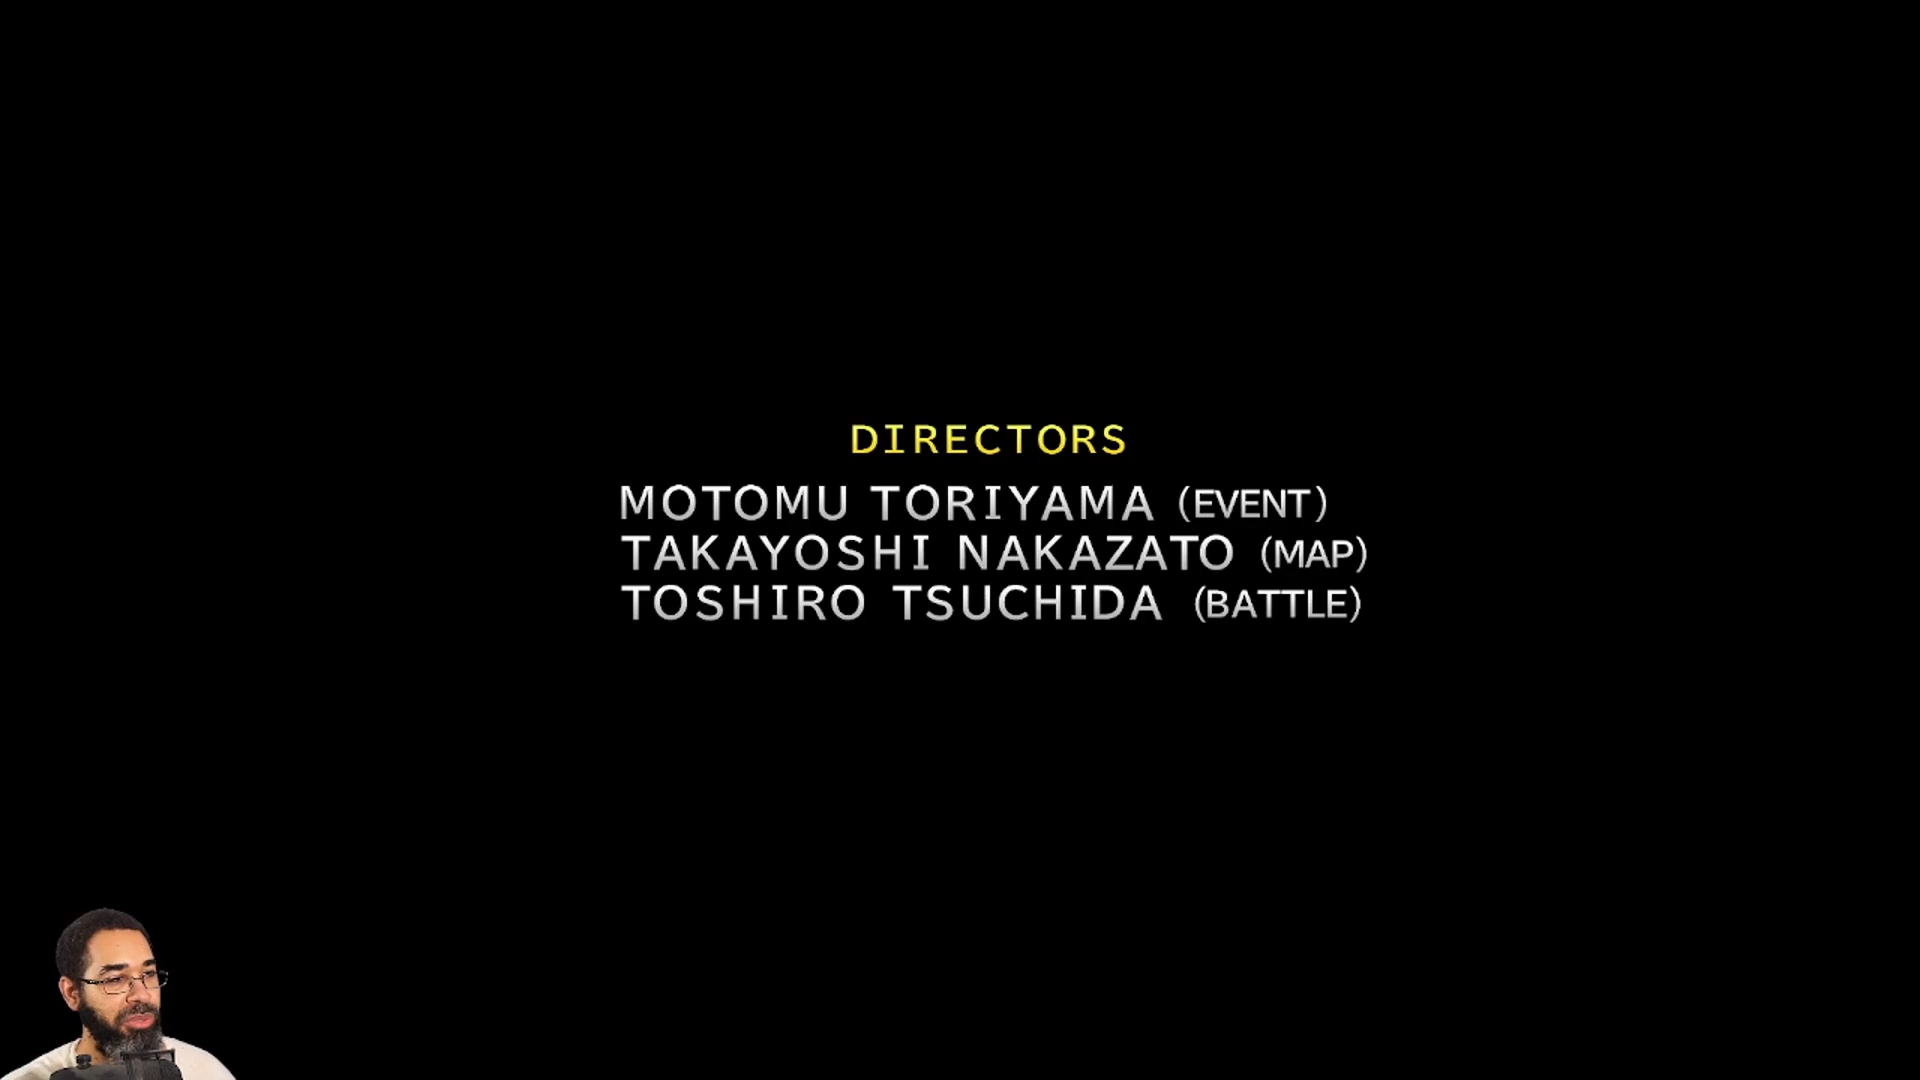 DIRECTORS
MOTOMU TORIYAMA (EVENT)
TAKAYOSHI NAKAZATO (MAP)
TOSHIRO TSUCHIDA (BATTLE)